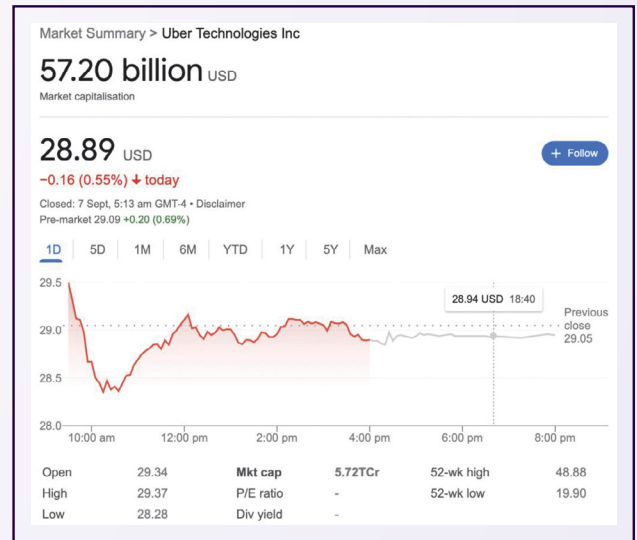 Market Summary > Uber Technologies Inc
57.20 billion USD
Market capitalisation
28.89 USD
+ Follow
−0.16 (0.55%) ↓ today
Closed: 7 Sept, 5:13 am GMT-4 • Disclaimer
Pre-market 29.09 +0.20 (0.69%)
1D 5D 1M 6M YTD 1Y 5Y Max
29.5
28.94 USD 18:40
29.0
Previous
close
29.05
28.5
28.0
10:00 am 12:00 pm 2:00 pm 4:00 pm 6:00 pm 8:00 pm
Open 29.34 Mkt cap 5.72TCr 52-wk high 48.88
High 29.37 P/E ratio - 52-wk low 19.90
Low 28.28 Div yield -